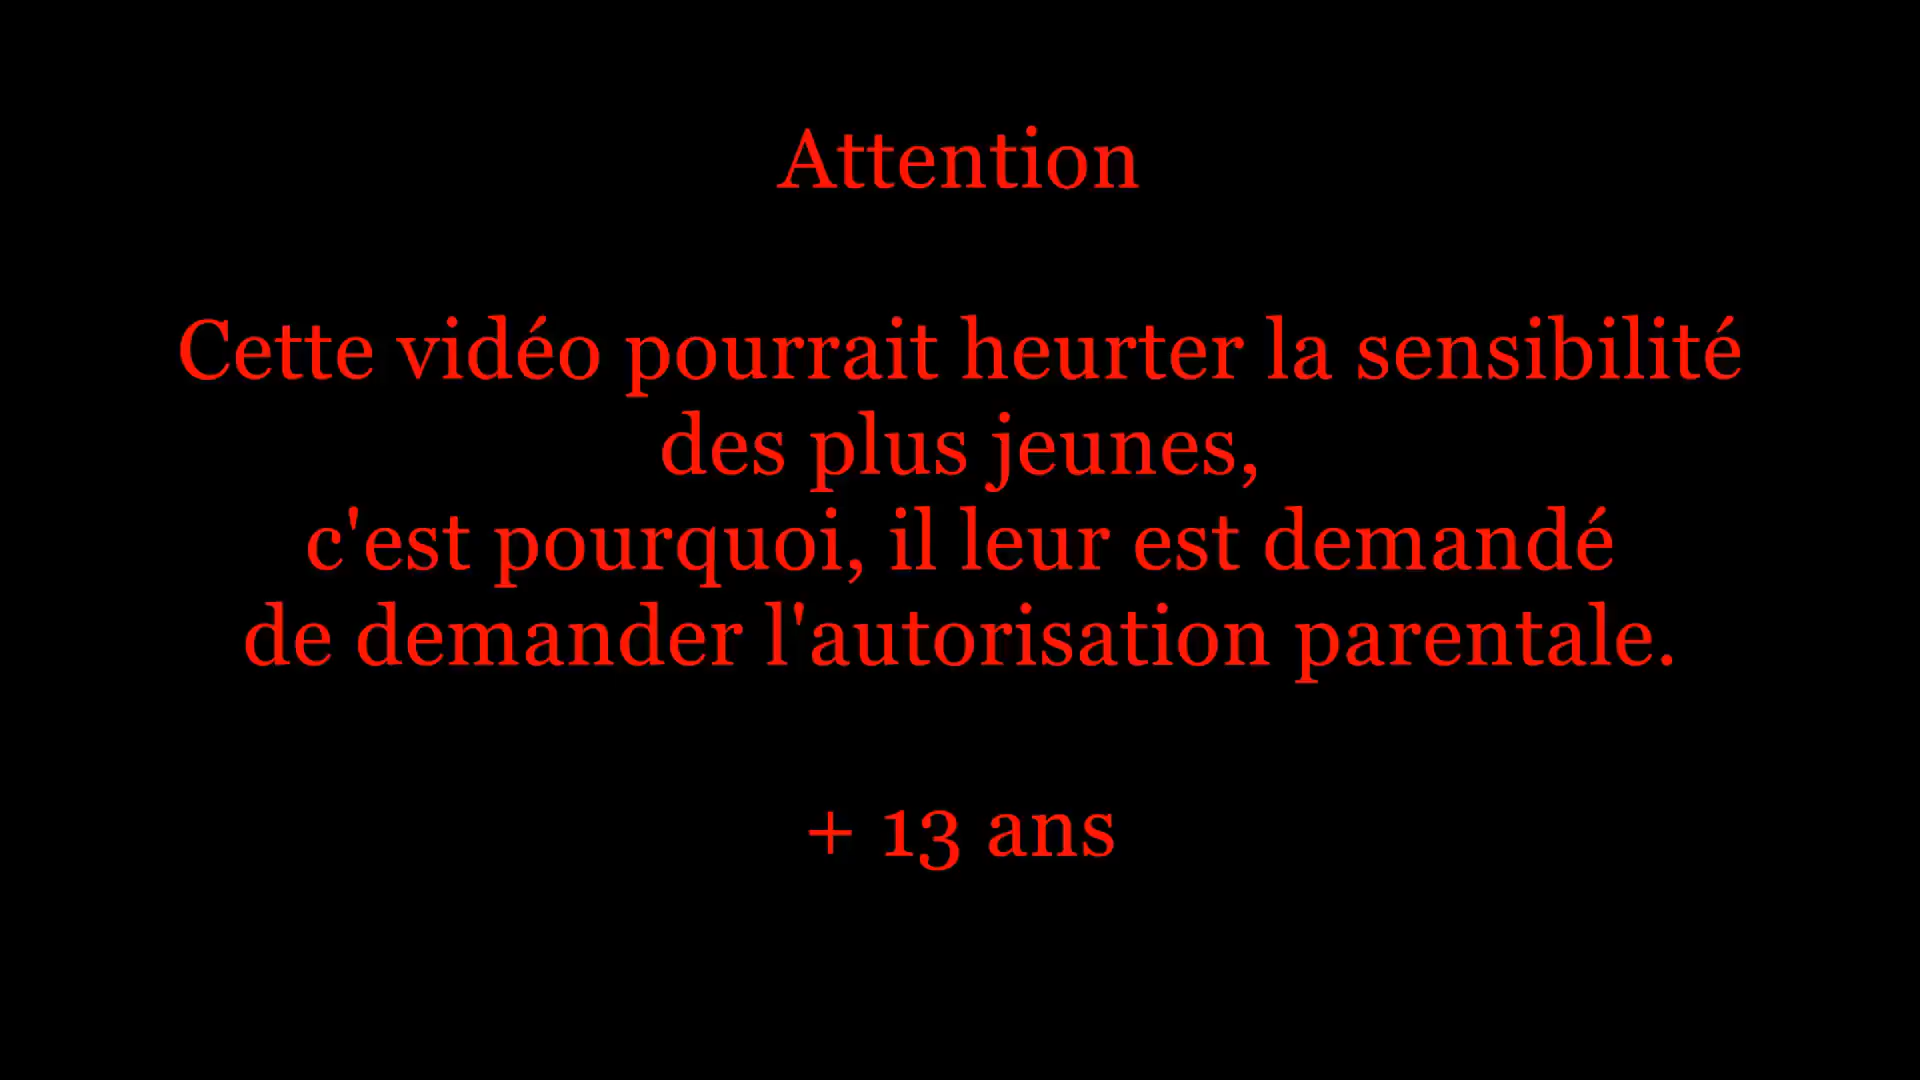 Attention
Cette vidéo pourrait heurter la sensibilité
des plus jeunes,
c'est pourquoi, il leur est demandé
de demander l'autorisation parentale.
+ 13 ans